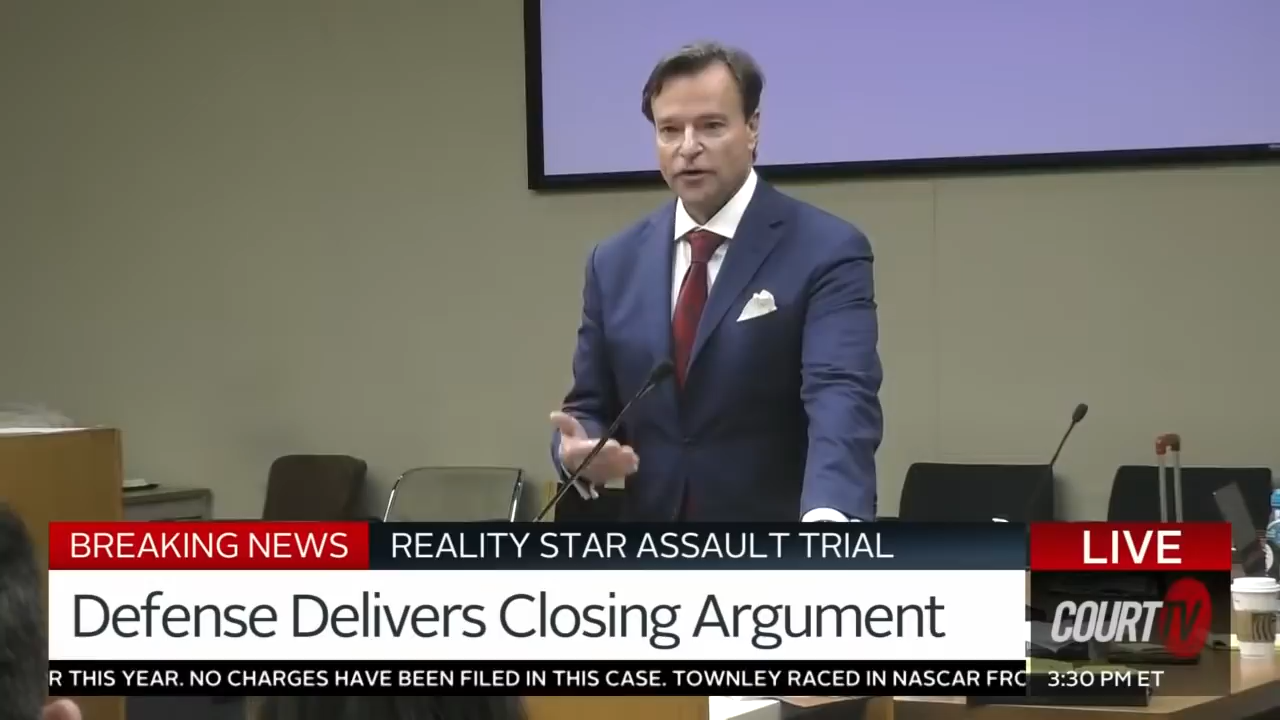 BREAKING NEWS
REALITY STAR ASSAULT TRIAL
LIVE
Defense Delivers Closing Argument
COURT TV
R THIS YEAR. NO CHARGES HAVE BEEN FILED IN THIS CASE. TOWNLEY RACED IN NASCAR FRO
3:30 PM ET